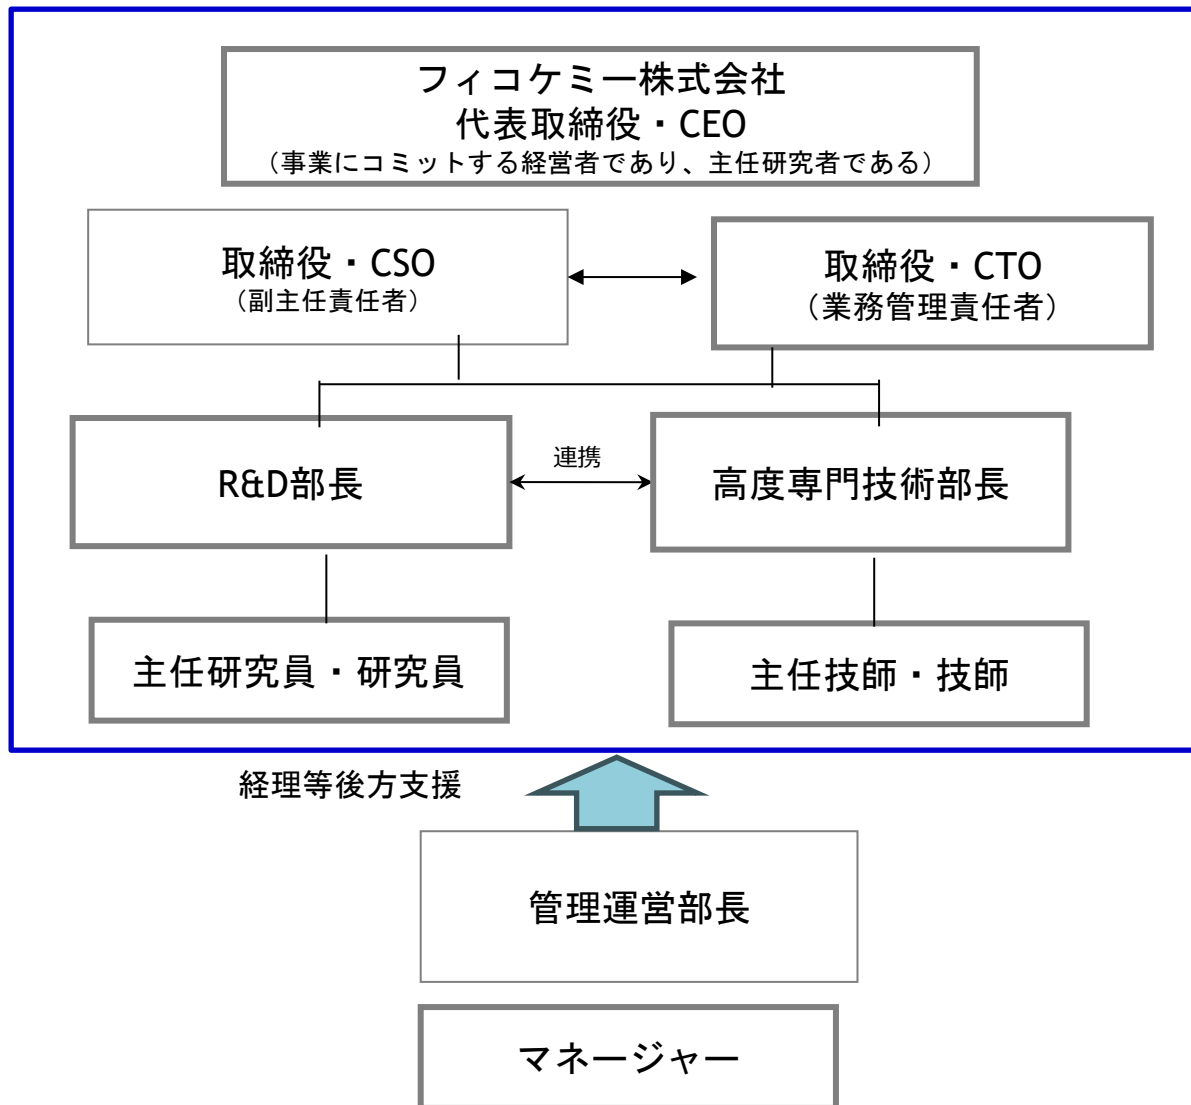 フィコケミー株式会社
代表取締役・CEO
（事業にコミットする経営者であり、主任研究者である）
取締役・CSO
（副主任責任者）
取締役・CTO
（業務管理責任者）
R&D部長
連携
高度専門技術部長
主任研究員・研究員
主任技師・技師
経理等後方支援
管理運営部長
マネージャー